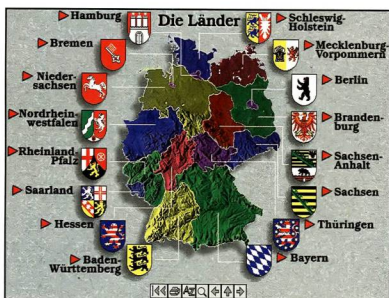 Die Länder
Hamburg
Bremen
Nieder-
sachsen
Nordrhein-
westfalen
Rheinland-
Pfalz
Saarland
Hessen
Baden-
Württemberg
Schleswig-
Holstein
Mecklenburg-
Vorpommern
Berlin
Branden-
burg
Sachsen-
Anhalt
Sachsen
Thüringen
Bayern